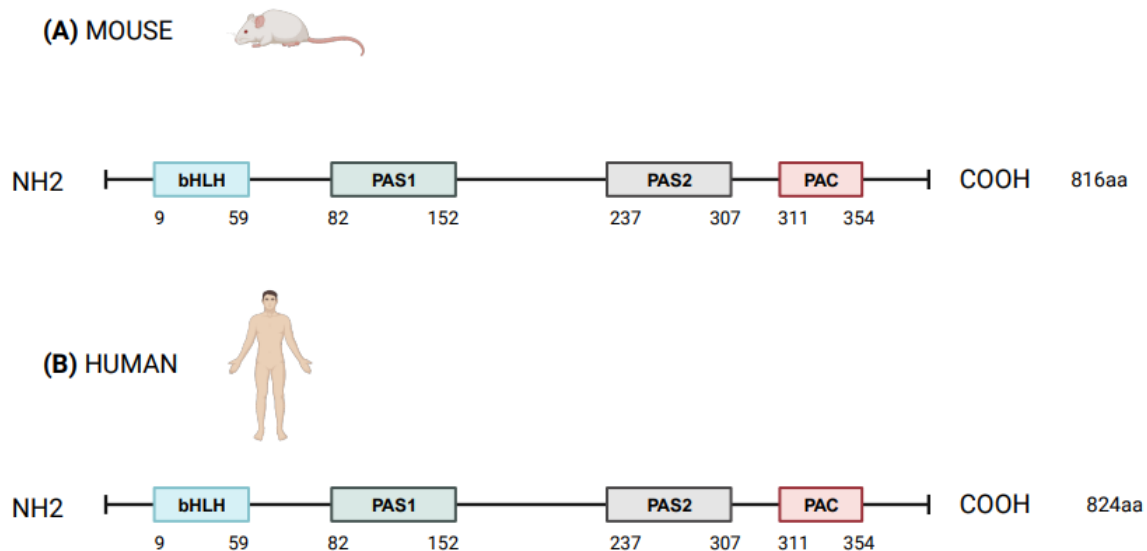 (A) MOUSE
NH2 bHLH PAS1 PAS2 PAC COOH 816aa
9 59 82 152 237 307 311 354
(B) HUMAN
NH2 bHLH PAS1 PAS2 PAC COOH 824aa
9 59 82 152 237 307 311 354